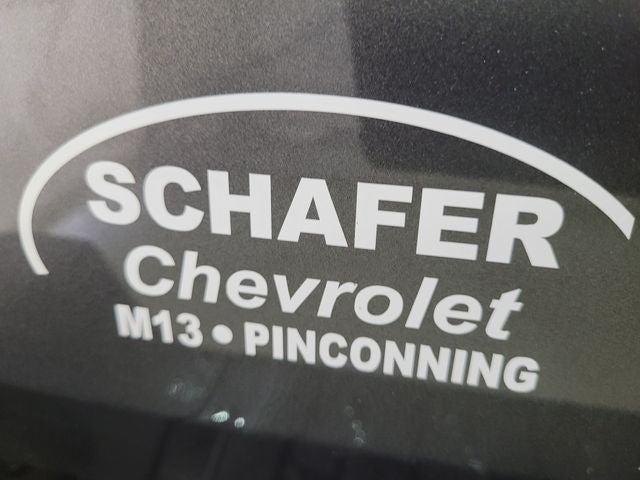 SCHAFER
Chevrolet
M13 • PINCONNING